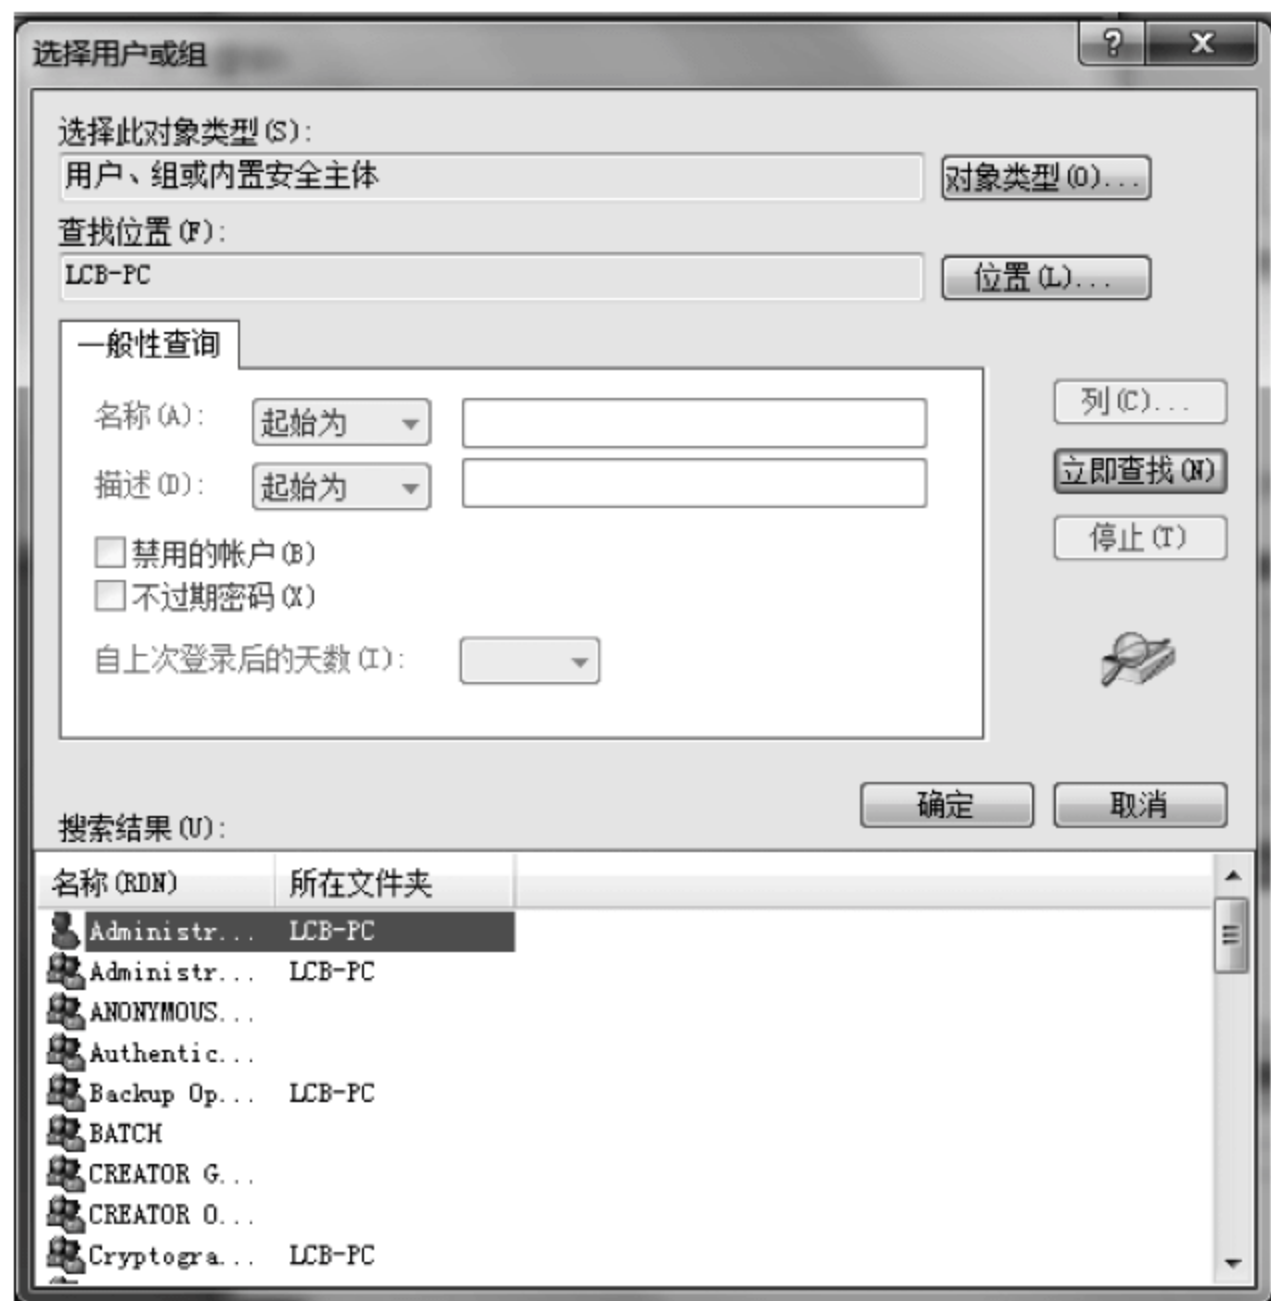 选择用户或组
选择此对象类型(S):
用户、组或内置安全主体
对象类型(O)...
查找位置(F):
LCB-PC
位置(L)...
一般性查询
名称(A):
起始为
列(C)...
描述(D):
起始为
立即查找(N)
停止(T)
禁用的帐户(B)
不过期密码(X)
自上次登录后的天数(I):
确定
取消
搜索结果(U):
名称(RDN) 所在文件夹
Administr... LCB-PC
Administr... LCB-PC
ANONYMOUS...
Authentic...
Backup Op... LCB-PC
BATCH
CREATOR G...
CREATOR O...
Cryptogra... LCB-PC